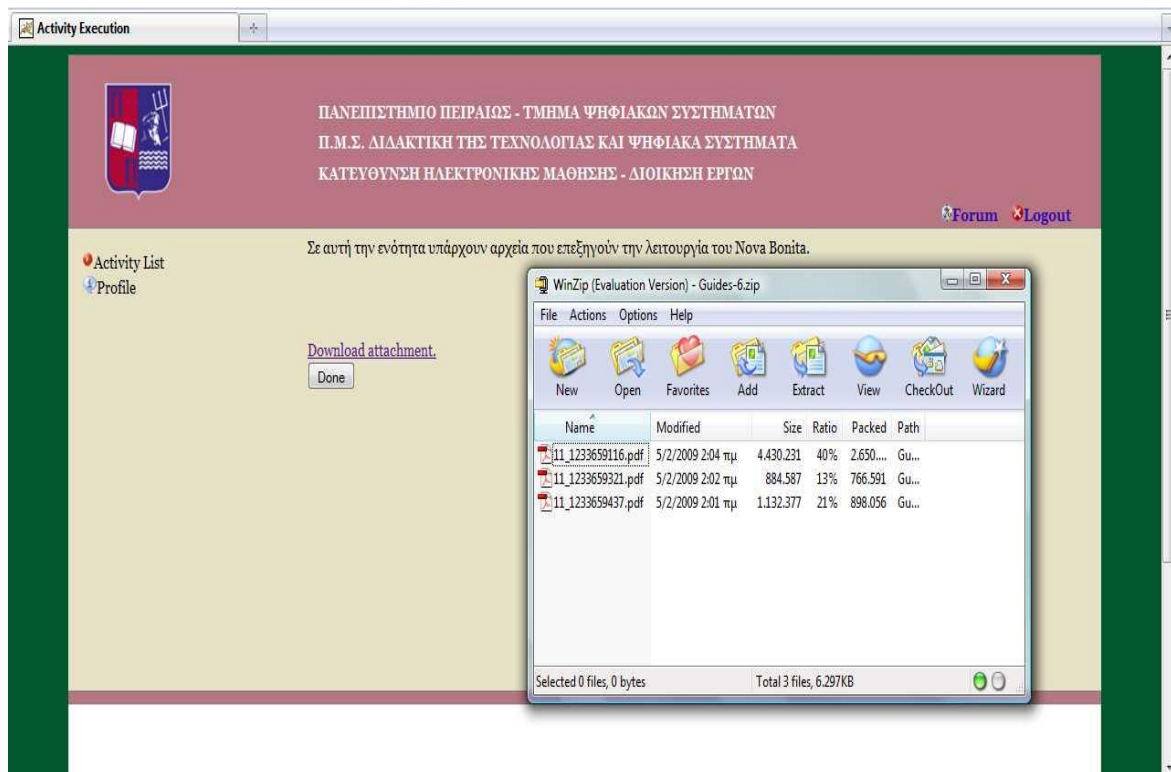 Activity Execution
ΠΑΝΕΠΙΣΤΗΜΙΟ ΠΕΙΡΑΙΩΣ - ΤΜΗΜΑ ΨΗΦΙΑΚΩΝ ΣΥΣΤΗΜΑΤΩΝ
Π.Μ.Σ. ΔΙΔΑΚΤΙΚΗ ΤΗΣ ΤΕΧΝΟΛΟΓΙΑΣ ΚΑΙ ΨΗΦΙΑΚΑ ΣΥΣΤΗΜΑΤΑ
ΚΑΤΕΥΘΥΝΣΗ ΗΛΕΚΤΡΟΝΙΚΗΣ ΜΑΘΗΣΗΣ - ΔΙΟΙΚΗΣΗ ΕΡΓΩΝ
Forum Logout
Activity List
Profile
Σε αυτή την ενότητα υπάρχουν αρχεία που επεξηγούν την λειτουργία του Nova Bonita.
Download attachment.
Done
WinZip (Evaluation Version) - Guides-6.zip
File Actions Options Help
New Open Favorites Add Extract View CheckOut Wizard
Name Modified Size Ratio Packed Path
11_1233659116.pdf 5/2/2009 2:04 πμ 4.430.231 40% 2.650.... Gu...
11_1233659321.pdf 5/2/2009 2:02 πμ 884.587 13% 766.591 Gu...
11_1233659437.pdf 5/2/2009 2:01 πμ 1.132.377 21% 898.056 Gu...
Selected 0 files, 0 bytes Total 3 files, 6.297KB